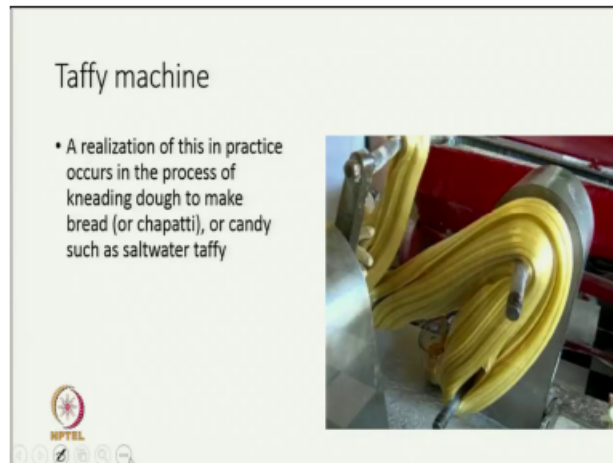 Taffy machine
• A realization of this in practice
occurs in the process of
kneading dough to make
bread (or chapatti), or candy
such as saltwater taffy
NPTEL